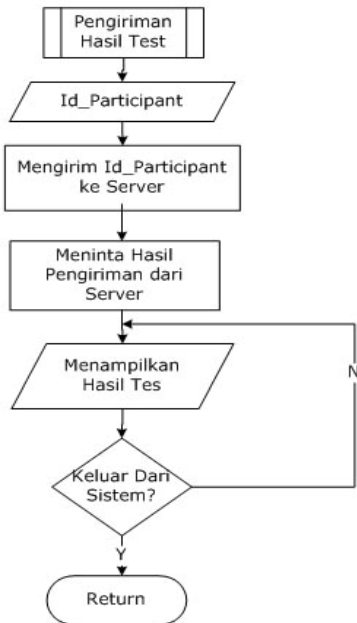 Pengiriman
Hasil Test
Id_Participant
Mengirim Id_Participant
ke Server
Meninta Hasil
Pengiriman dari
Server
Menampilkan
Hasil Tes
N
Keluar Dari
Sistem?
Y
Return